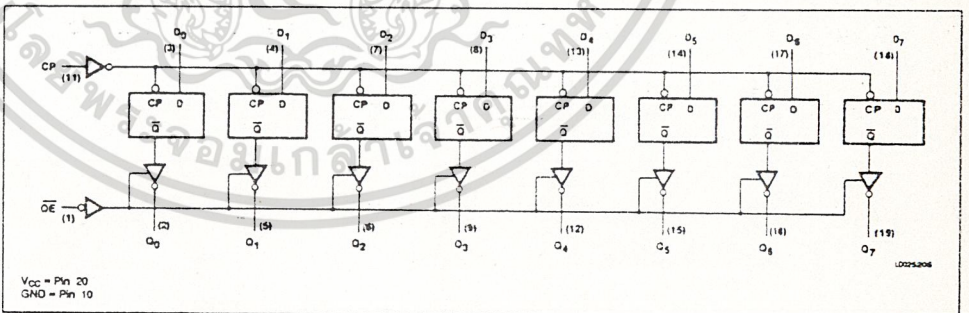 D0 D1 D2 D3 D4 D5 D6 D7
(3) (4) (7) (8) (13) (14) (17) (18)
CP
(11)
CP D CP D CP D CP D CP D CP D CP D CP D
Q̅ Q̅ Q̅ Q̅ Q̅ Q̅ Q̅ Q̅
O̅E̅
(1)
(2) (5) (6) (9) (12) (15) (16) (19)
Q0 Q1 Q2 Q3 Q4 Q5 Q6 Q7
VCC = Pin 20
GND = Pin 10